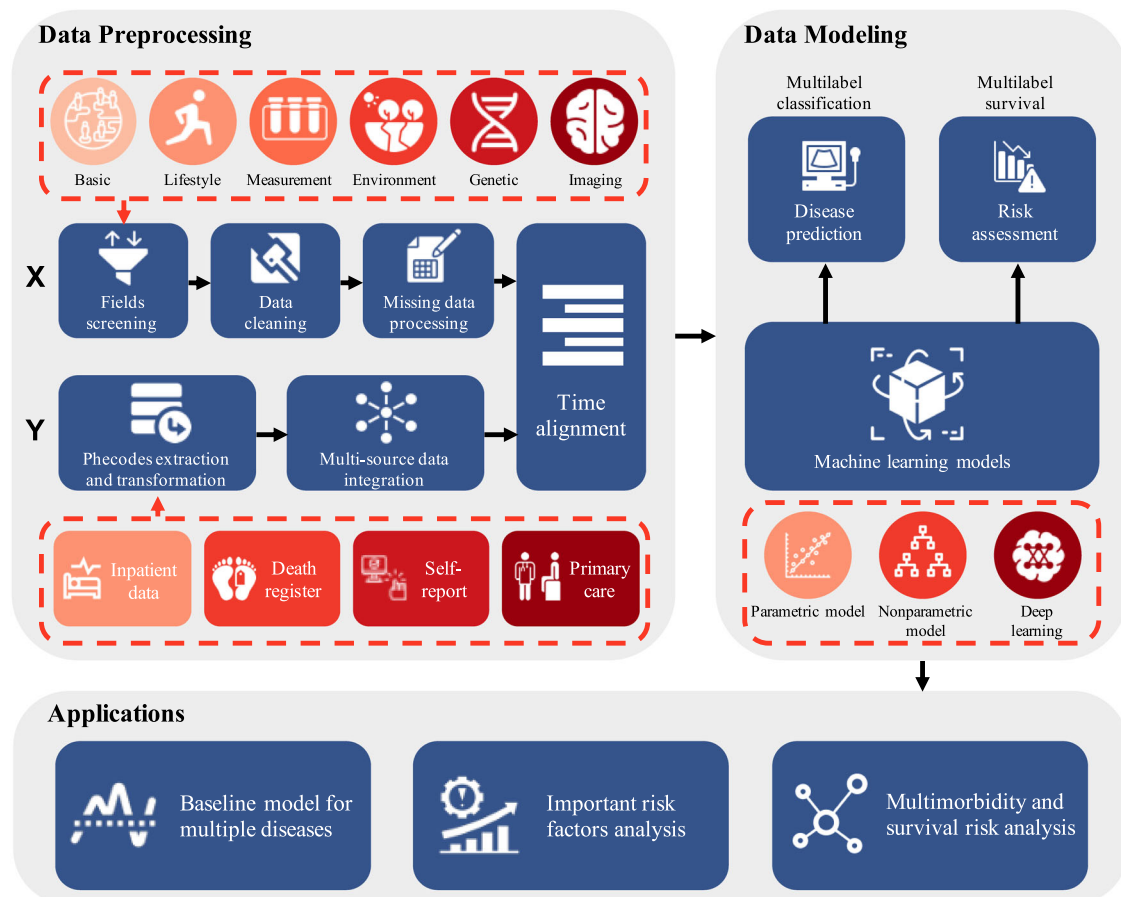 Data Preprocessing
Basic
Lifestyle
Measurement
Environment
Genetic
Imaging
X
Fields
screening
Data
cleaning
Missing data
processing
Time
alignment
Y
Phecodes extraction
and transformation
Multi-source data
integration
Inpatient
data
Death
register
Self-
report
Primary
care
Data Modeling
Multilabel
classification
Multilabel
survival
Disease
prediction
Risk
assessment
Machine learning models
Parametric model
Nonparametric
model
Deep
learning
Applications
Baseline model for
multiple diseases
Important risk
factors analysis
Multimorbidity and
survival risk analysis